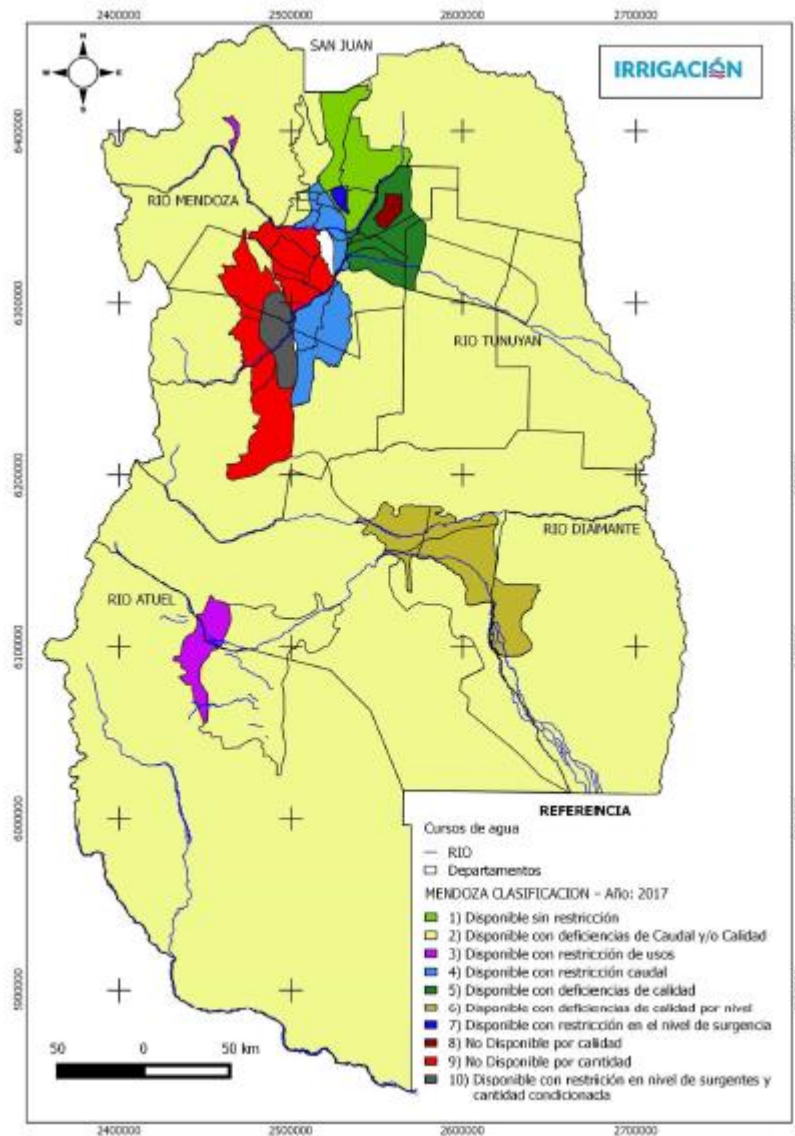 2400000 2500000 2600000 2700000
SAN JUAN
IRRIGACIÓN
N
W E
S
6400000
RIO MENDOZA
6300000
RIO TUNUYAN
6200000
RIO DIAMANTE
RIO ATUEL
6100000
6000000
5900000
REFERENCIA
Cursos de agua
RIO
Departamentos
MENDOZA CLASIFICACION - Año: 2017
1) Disponible sin restricción
2) Disponible con deficiencias de Caudal y/o Calidad
3) Disponible con restricción de usos
4) Disponible con restricción caudal
5) Disponible con deficiencias de calidad
6) Disponible con deficiencias de calidad por nivel
7) Disponible con restricción en el nivel de surgencia
8) No Disponible por calidad
9) No Disponible por cantidad
10) Disponible con restrición en nivel de surgentes y
cantidad condicionada
50 0 50 km
2400000 2500000 2600000 2700000